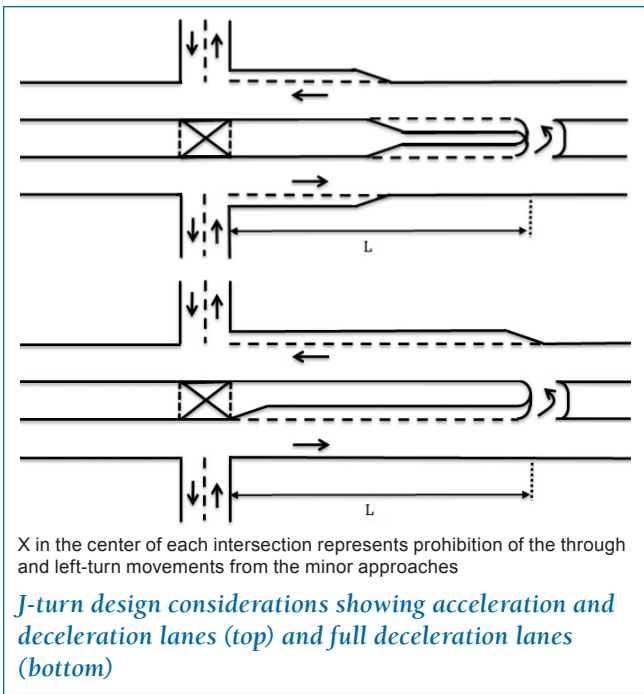 L
L
X in the center of each intersection represents prohibition of the through
and left-turn movements from the minor approaches
J-turn design considerations showing acceleration and
deceleration lanes (top) and full deceleration lanes
(bottom)